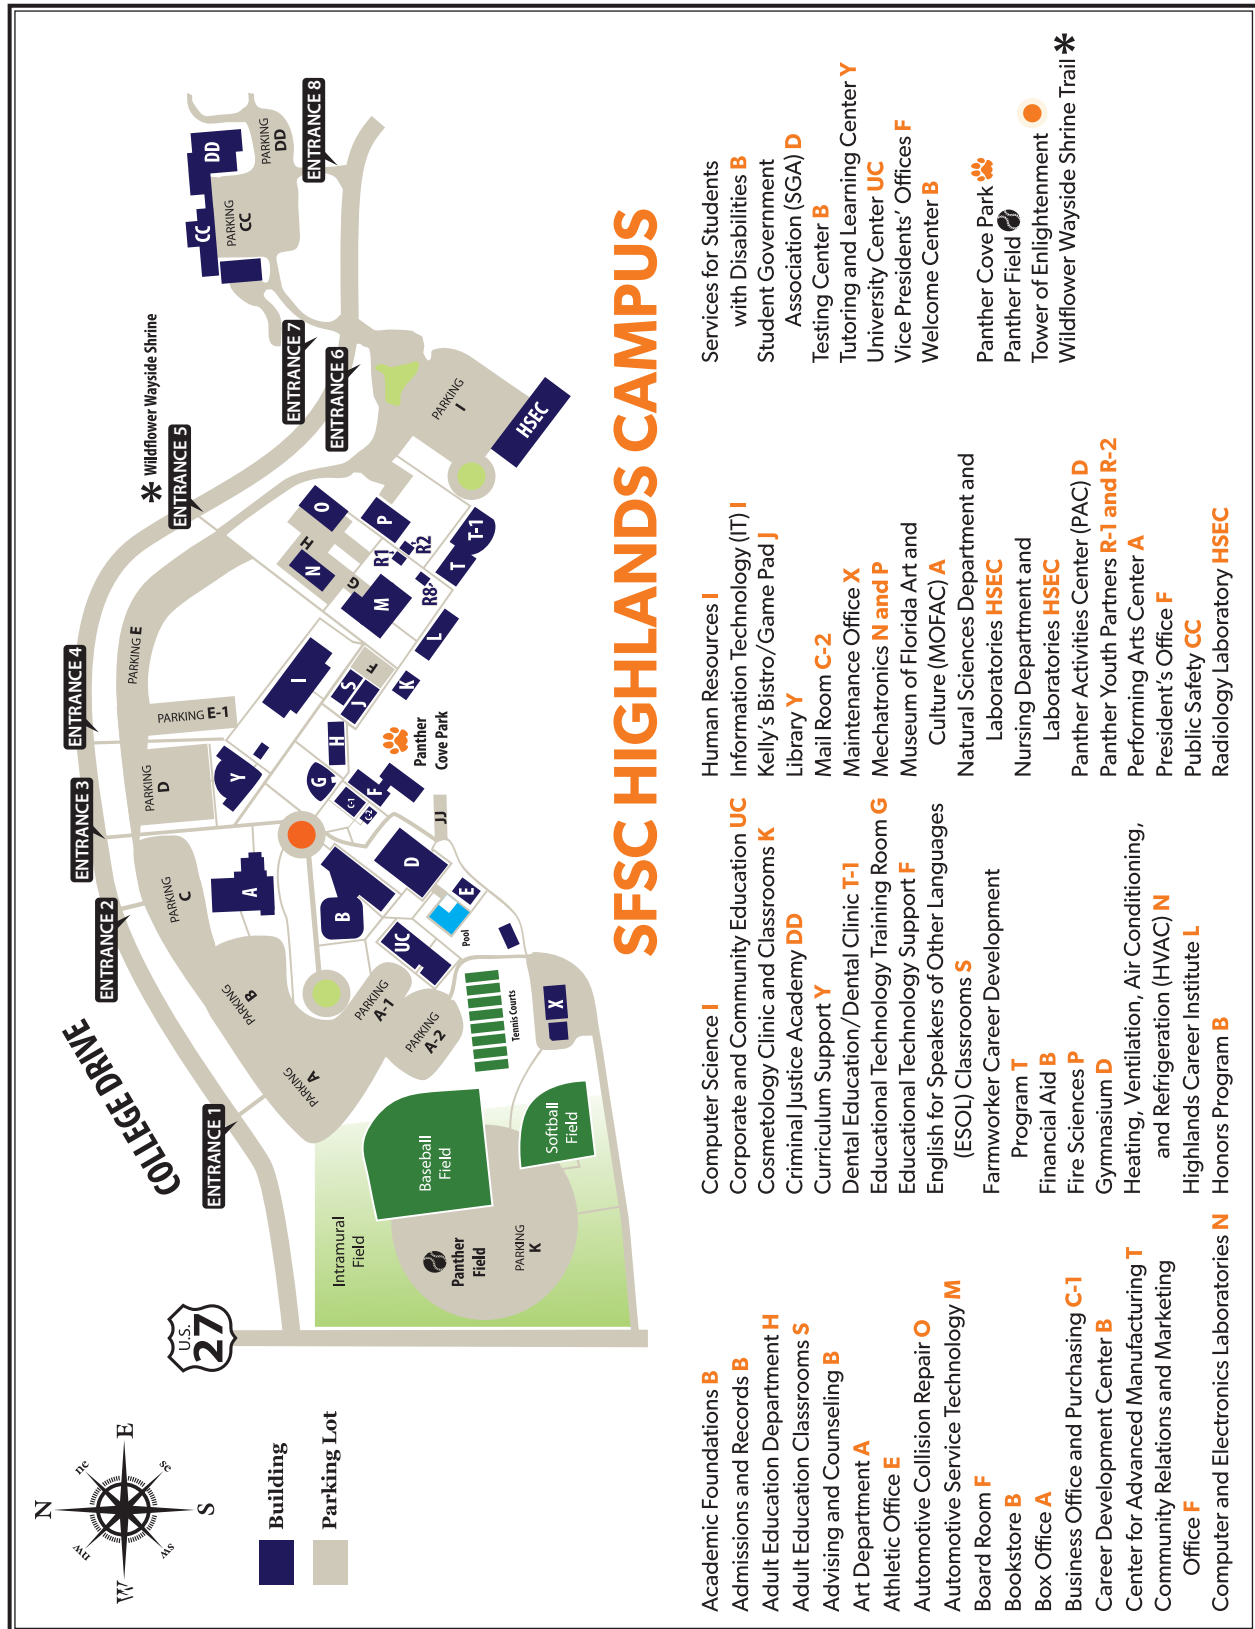 N
ne
E
se
S
sw
W
nw
Building
Parking Lot
U.S.
27
COLLEGE DRIVE
ENTRANCE 1
ENTRANCE 2
ENTRANCE 3
ENTRANCE 4
ENTRANCE 5
* Wildflower Wayside Shrine
ENTRANCE 6
ENTRANCE 7
ENTRANCE 8
PARKING
A
PARKING
B
PARKING
C
PARKING
D
PARKING E-1
PARKING E
PARKING
CC
PARKING
DD
CC
DD
PARKING
I
HSEC
PARKING
A-1
PARKING
A-2
A
B
UC
Y
I
G
H
C-1
C-2
F
J
S
F
K
L
M
G
N
H
O
P
R1
R2
R8
T
T-1
D
E
Pool
JJ
Panther
Cove Park
Tennis Courts
X
Intramural
Field
Baseball
Field
Softball
Field
Panther
Field
PARKING
K
SFSC HIGHLANDS CAMPUS
Academic Foundations B
Admissions and Records B
Adult Education Department H
Adult Education Classrooms S
Advising and Counseling B
Art Department A
Athletic Office E
Automotive Collision Repair O
Automotive Service Technology M
Board Room F
Bookstore B
Box Office A
Business Office and Purchasing C-1
Career Development Center B
Center for Advanced Manufacturing T
Community Relations and Marketing
Office F
Computer and Electronics Laboratories N
Computer Science I
Corporate and Community Education UC
Cosmetology Clinic and Classrooms K
Criminal Justice Academy DD
Curriculum Support Y
Dental Education/Dental Clinic T-1
Educational Technology Training Room G
Educational Technology Support F
English for Speakers of Other Languages
(ESOL) Classrooms S
Farmworker Career Development
Program T
Financial Aid B
Fire Sciences P
Gymnasium D
Heating, Ventilation, Air Conditioning,
and Refrigeration (HVAC) N
Highlands Career Institute L
Honors Program B
Human Resources I
Information Technology (IT) I
Kelly's Bistro/Game Pad J
Library Y
Mail Room C-2
Maintenance Office X
Mechatronics N and P
Museum of Florida Art and
Culture (MOFAC) A
Natural Sciences Department and
Laboratories HSEC
Nursing Department and
Laboratories HSEC
Panther Activities Center (PAC) D
Panther Youth Partners R-1 and R-2
Performing Arts Center A
President's Office F
Public Safety CC
Radiology Laboratory HSEC
Services for Students
with Disabilities B
Student Government
Association (SGA) D
Testing Center B
Tutoring and Learning Center Y
University Center UC
Vice Presidents' Offices F
Welcome Center B
Panther Cove Park
Panther Field
Tower of Enlightenment
Wildflower Wayside Shrine Trail *